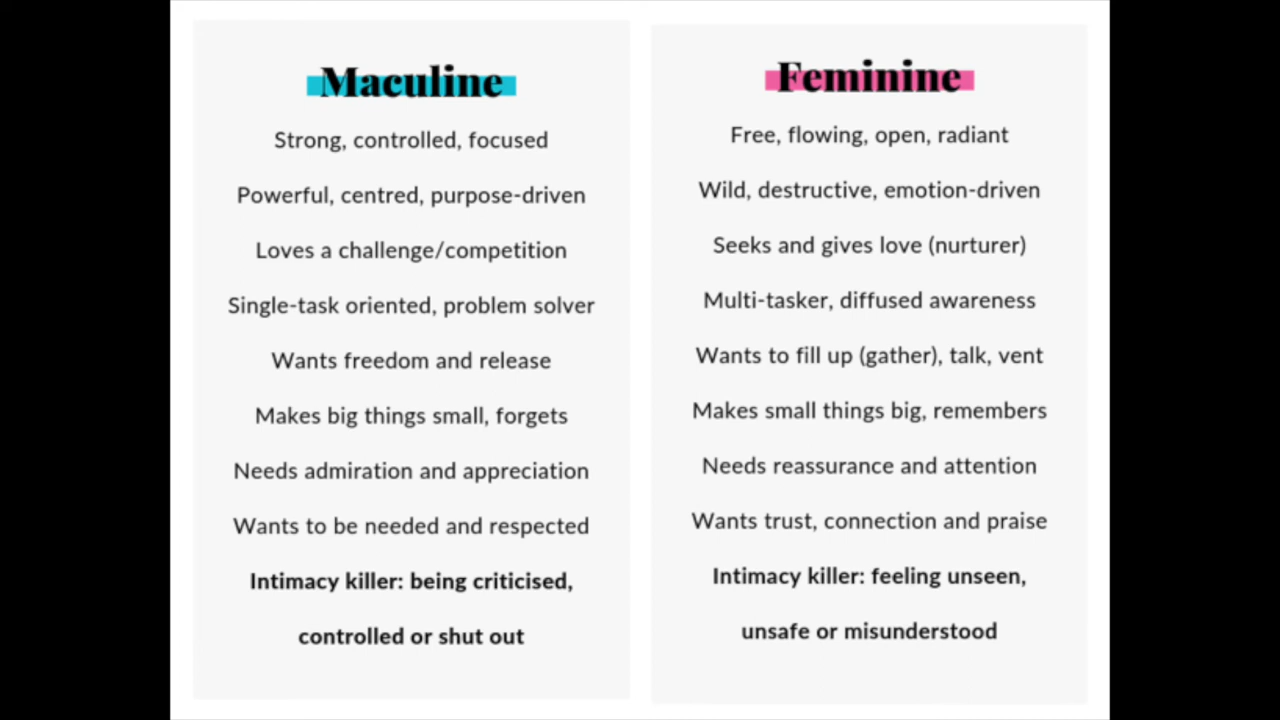 Maculine
Strong, controlled, focused
Powerful, centred, purpose-driven
Loves a challenge/competition
Single-task oriented, problem solver
Wants freedom and release
Makes big things small, forgets
Needs admiration and appreciation
Wants to be needed and respected
Intimacy killer: being criticised,
controlled or shut out
Feminine
Free, flowing, open, radiant
Wild, destructive, emotion-driven
Seeks and gives love (nurturer)
Multi-tasker, diffused awareness
Wants to fill up (gather), talk, vent
Makes small things big, remembers
Needs reassurance and attention
Wants trust, connection and praise
Intimacy killer: feeling unseen,
unsafe or misunderstood